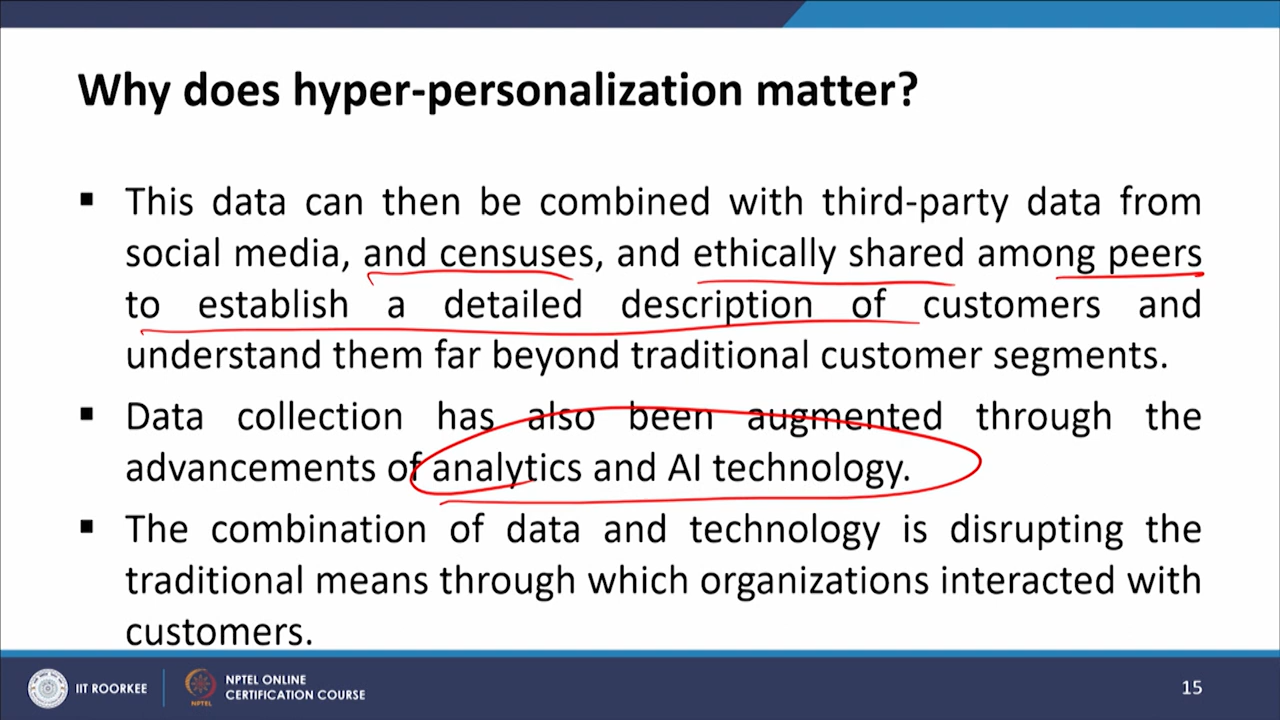 Why does hyper-personalization matter?
▪ This data can then be combined with third-party data from
social media, and censuses, and ethically shared among peers
to establish a detailed description of customers and
understand them far beyond traditional customer segments.
▪ Data collection has also been augmented through the
advancements of analytics and AI technology.
▪ The combination of data and technology is disrupting the
traditional means through which organizations interacted with
customers.
IIT ROORKEE
NPTEL
NPTEL ONLINE
CERTIFICATION COURSE
15